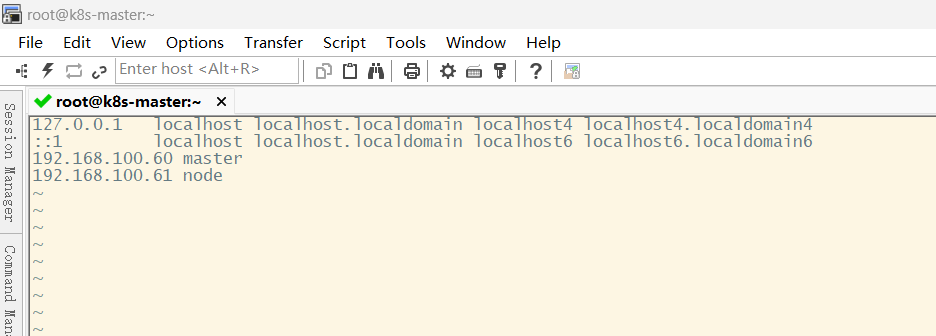 root@k8s-master:~
File Edit View Options Transfer Script Tools Window Help
Enter host <Alt+R>
root@k8s-master:~
Session Manager
Command Ma
127.0.0.1   localhost localhost.localdomain localhost4 localhost4.localdomain4
::1         localhost localhost.localdomain localhost6 localhost6.localdomain6
192.168.100.60 master
192.168.100.61 node
~
~
~
~
~
~
~
~
~